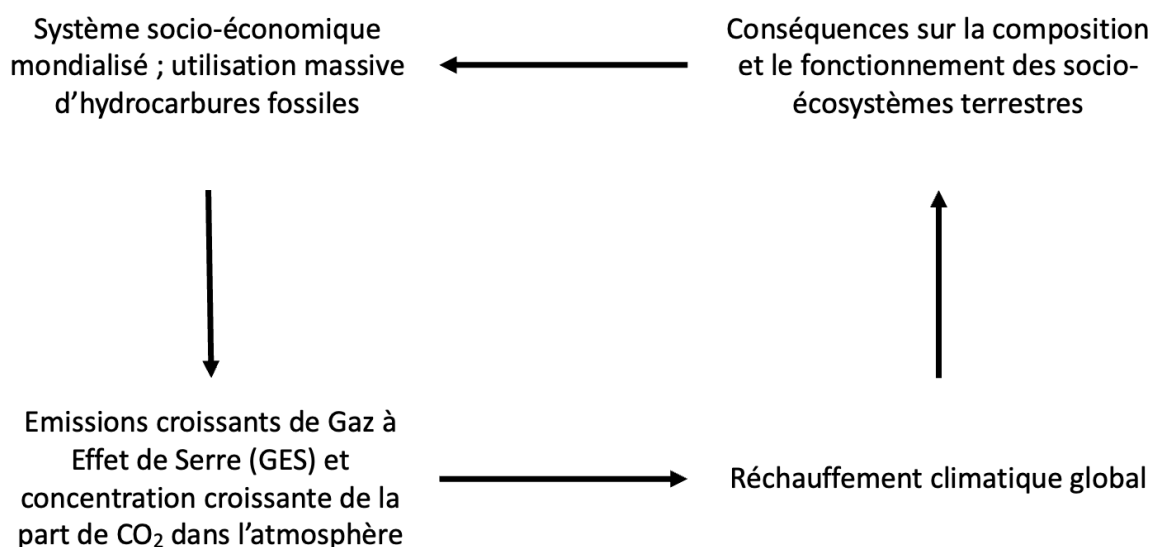 Système socio-économique
mondialisé ; utilisation massive
d'hydrocarbures fossiles
Conséquences sur la composition
et le fonctionnement des socio-
écosystèmes terrestres
Emissions croissants de Gaz à
Effet de Serre (GES) et
concentration croissante de la
part de CO₂ dans l'atmosphère
Réchauffement climatique global